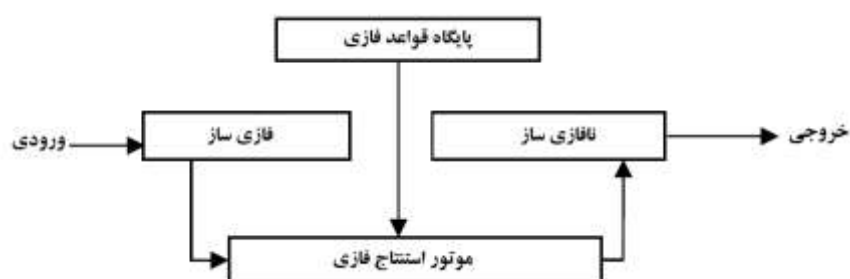 پایگاه قواعد فازی
ورودی
فازی ساز
نافازی ساز
خروجی
موتور استنتاج فازی